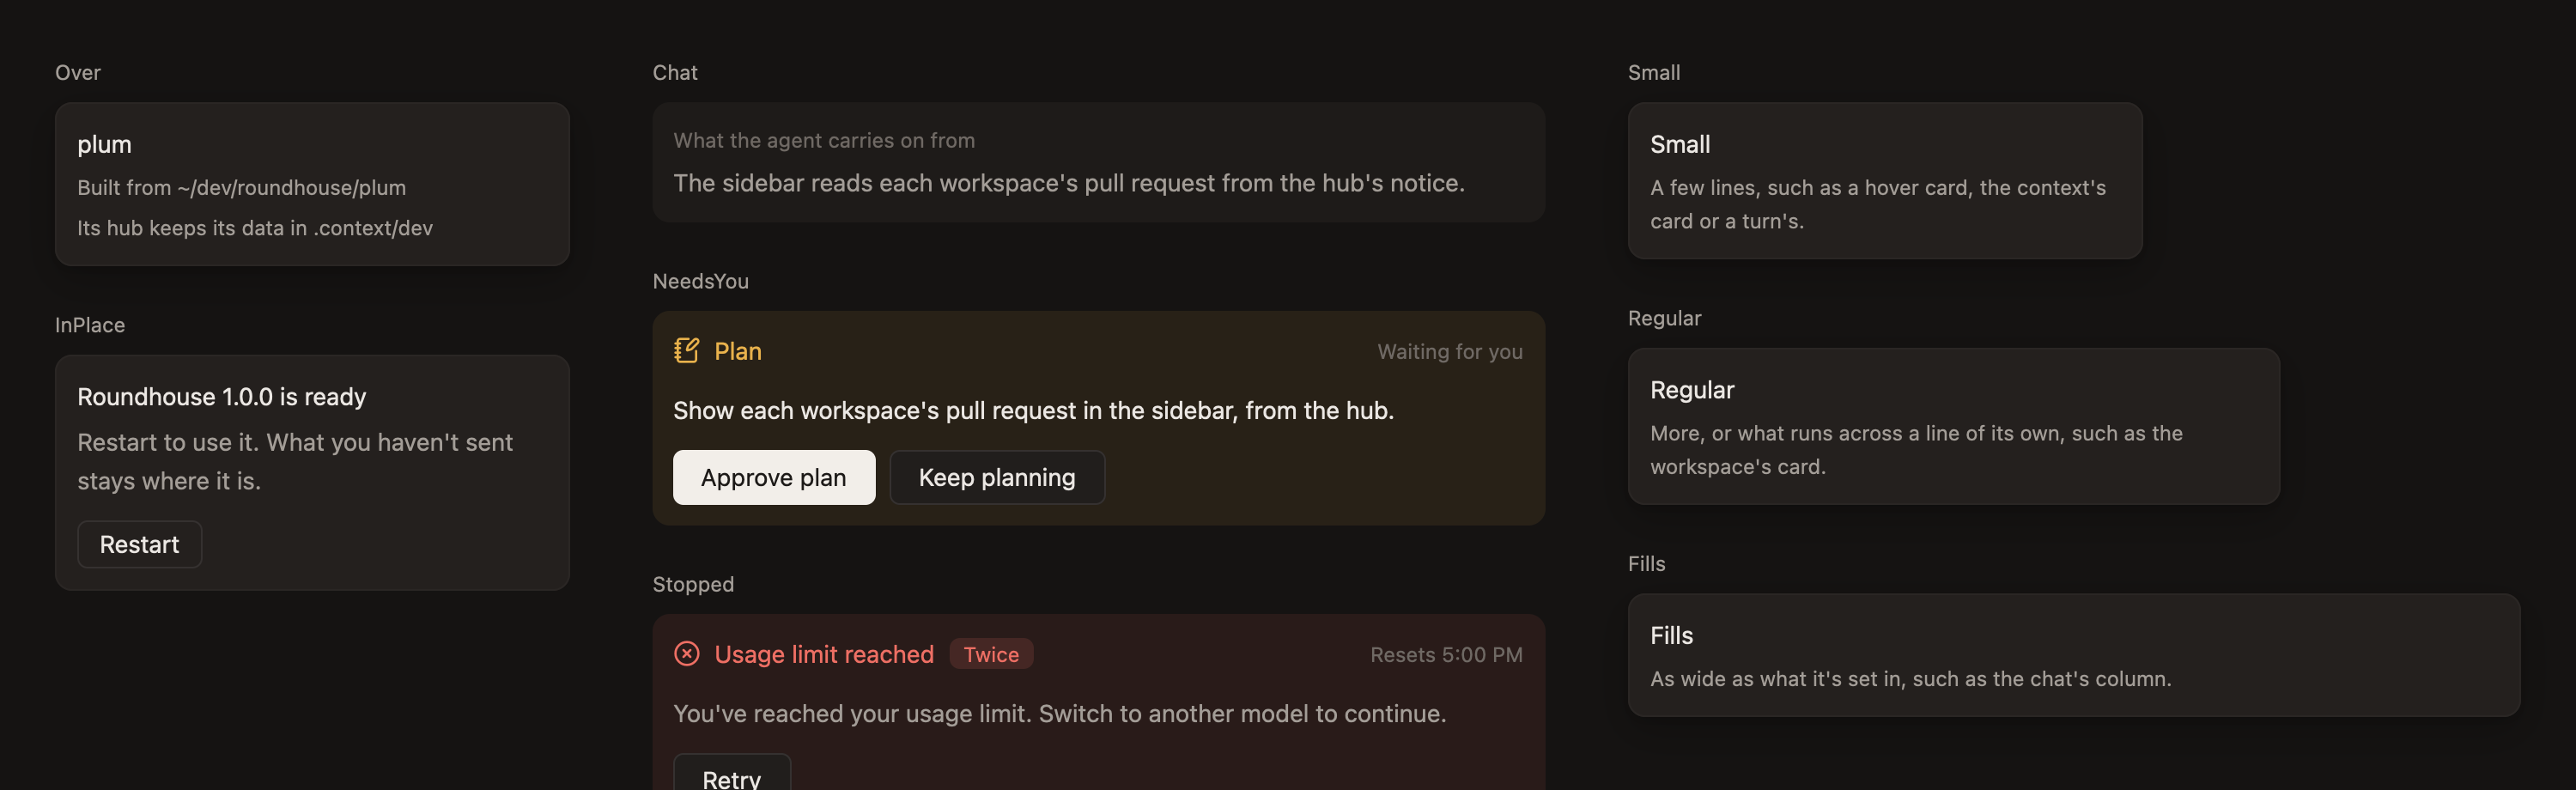 Over
plum
Built from ~/dev/roundhouse/plum
Its hub keeps its data in .context/dev
InPlace
Roundhouse 1.0.0 is ready
Restart to use it. What you haven't sent
stays where it is.
Restart
Chat
What the agent carries on from
The sidebar reads each workspace's pull request from the hub's notice.
NeedsYou
Plan
Waiting for you
Show each workspace's pull request in the sidebar, from the hub.
Approve plan
Keep planning
Stopped
Usage limit reached
Twice
Resets 5:00 PM
You've reached your usage limit. Switch to another model to continue.
Retry
Small
Small
A few lines, such as a hover card, the context's
card or a turn's.
Regular
Regular
More, or what runs across a line of its own, such as the
workspace's card.
Fills
Fills
As wide as what it's set in, such as the chat's column.